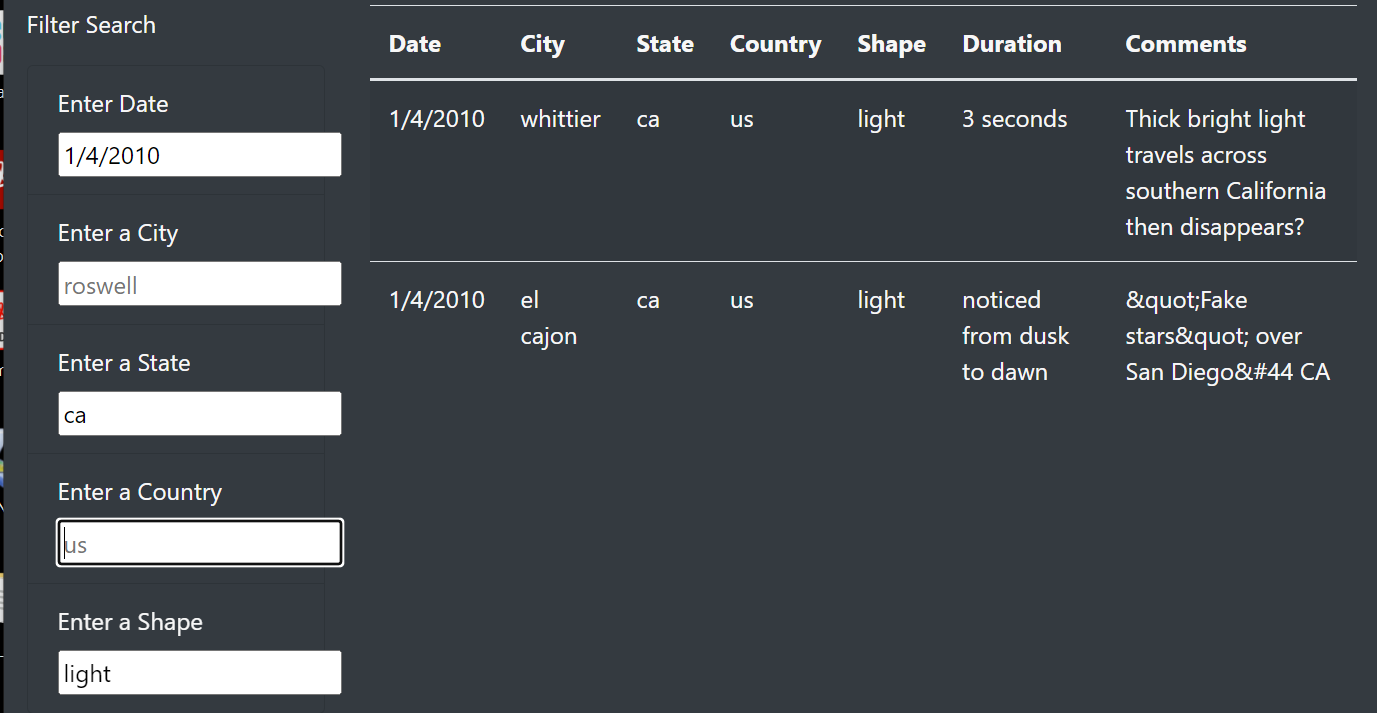 Filter Search
Enter Date
1/4/2010
Enter a City
roswell
Enter a State
ca
Enter a Country
us
Enter a Shape
light
Date City State Country Shape Duration Comments
1/4/2010 whittier ca us light 3 seconds Thick bright light
travels across
southern California
then disappears?
1/4/2010 el ca us light noticed &quot;Fake
cajon from dusk stars&quot; over
to dawn San Diego&#44 CA